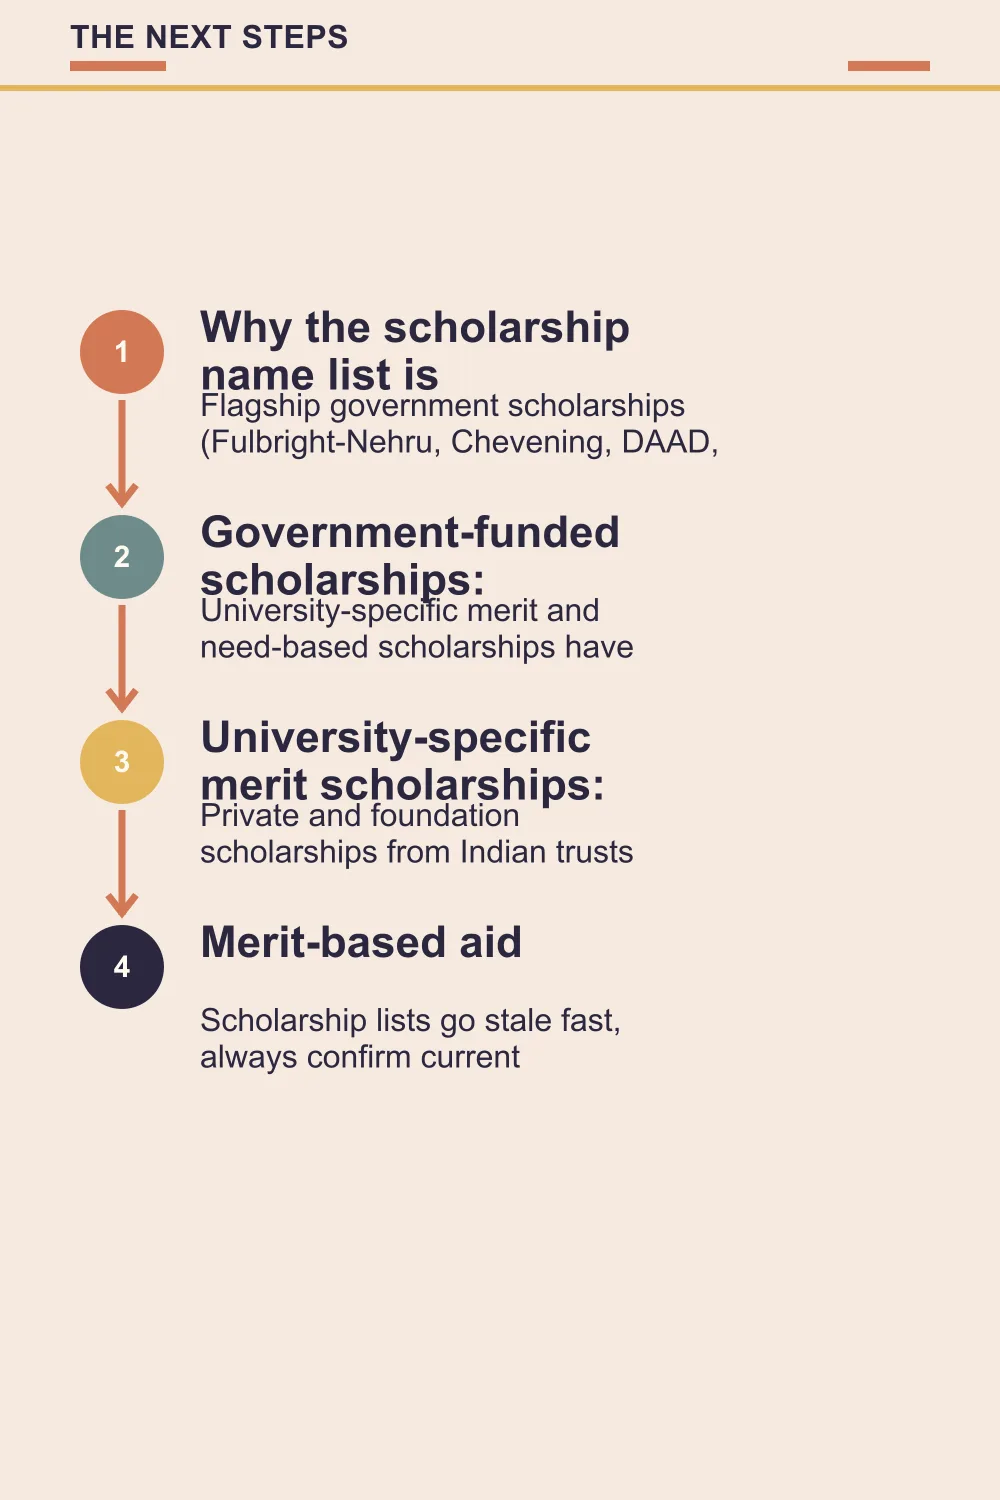 THE NEXT STEPS
1
Why the scholarship
name list is
Flagship government scholarships
(Fulbright-Nehru, Chevening, DAAD,
2
Government-funded
scholarships:
University-specific merit and
need-based scholarships have
3
University-specific
merit scholarships:
Private and foundation
scholarships from Indian trusts
4
Merit-based aid
Scholarship lists go stale fast,
always confirm current